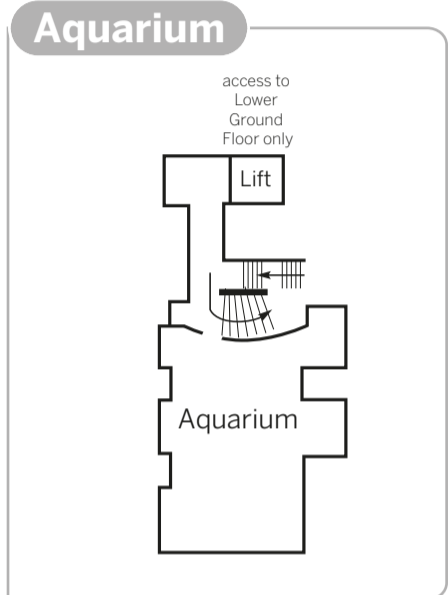 Aquarium
access to
Lower
Ground
Floor only
Lift
Aquarium